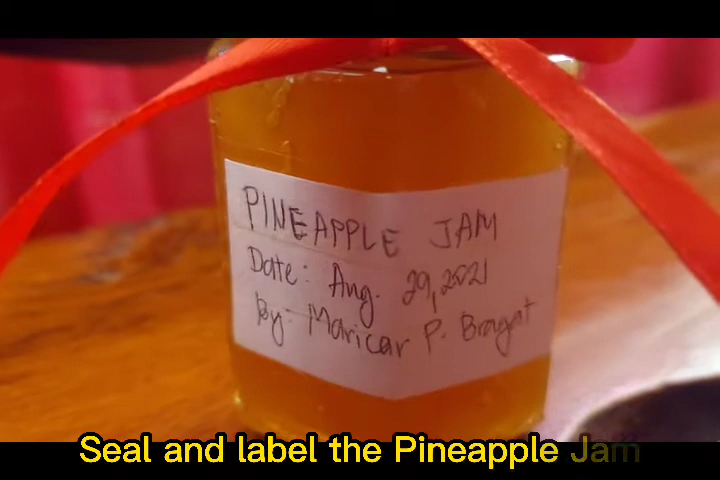 PINEAPPLE JAM
Date: Aug. 29, 2021
By: Maricar P. Bragat
Seal and label the Pineapple Jam